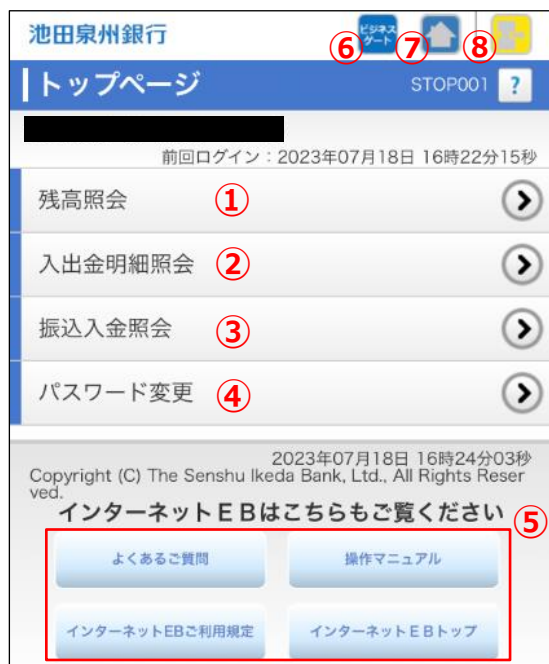 池田泉州銀行
⑥ ビジネスゲート ⑦ ⑧
トップページ STOP001 ?
前回ログイン:2023年07月18日 16時22分15秒
残高照会 ①
入出金明細照会 ②
振込入金照会 ③
パスワード変更 ④
2023年07月18日 16時24分03秒
Copyright (C) The Senshu Ikeda Bank, Ltd., All Rights Reser
ved.
インターネットEBはこちらもご覧ください ⑤
よくあるご質問 操作マニュアル
インターネットEBご利用規定 インターネットEBトップ